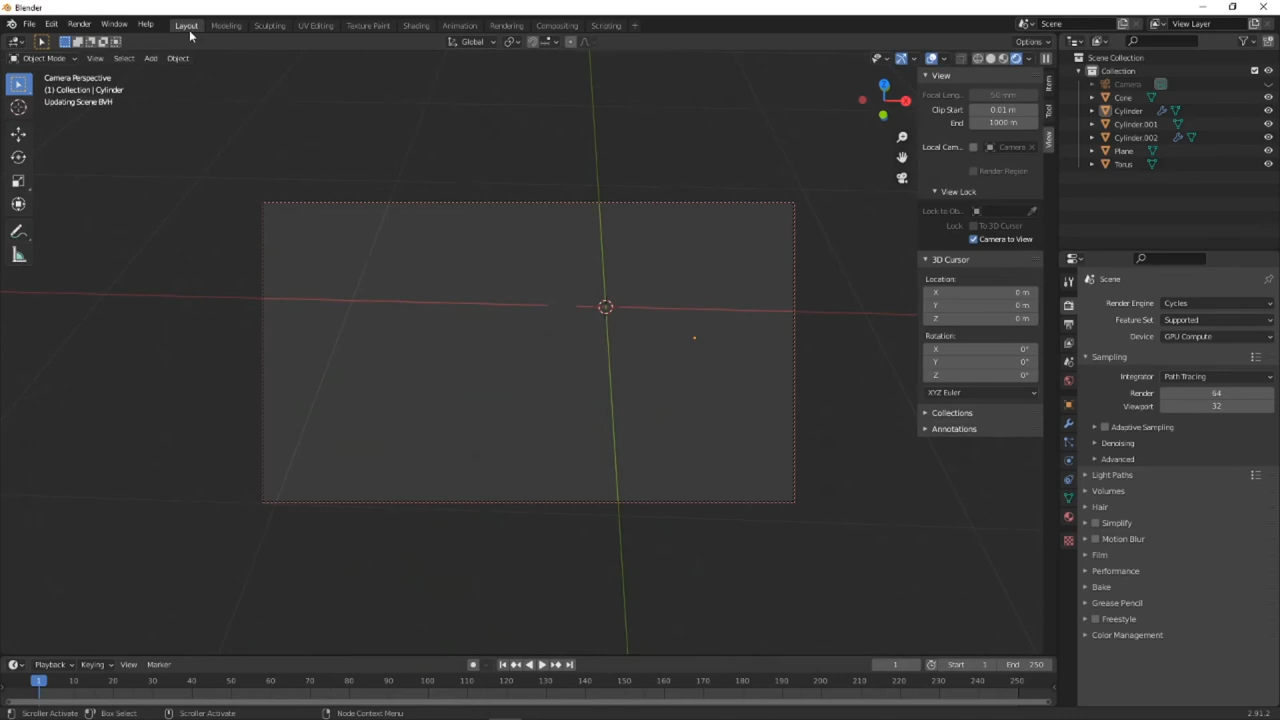 Blender
File Edit Render Window Help Layout Modeling Sculpting UV Editing Texture Paint Shading Animation Rendering Compositing Scripting + Scene View Layer
Global Options
Object Mode View Select Add Object
Camera Perspective
(1) Collection | Cylinder
Updating Scene BVH
X
Z
View
Focal Leng... 50 mm
Clip Start 0.01 m
End 1000 m
Local Cam... Camera
Render Region
View Lock
Lock to Ob...
Lock To 3D Cursor
Camera to View
3D Cursor
Location:
X 0 m
Y 0 m
Z 0 m
Rotation:
X 0°
Y 0°
Z 0°
XYZ Euler
Collections
Annotations
Item
Tool
View
Scene Collection
Collection
Camera
Cone
Cylinder
Cylinder.001
Cylinder.002
Plane
Torus
Scene
Render Engine Cycles
Feature Set Supported
Device GPU Compute
Sampling
Integrator Path Tracing
Render 64
Viewport 32
Adaptive Sampling
Denoising
Advanced
Light Paths
Volumes
Hair
Simplify
Motion Blur
Film
Performance
Bake
Grease Pencil
Freestyle
Color Management
Playback Keying View Marker 1 Start 1 End 250
1 10 20 30 40 50 60 70 80 90 100 110 120 130 140 150 160 170 180 190 200 210 220 230 240 250
Scroller Activate Box Select Scroller Activate Node Context Menu 2.91.2